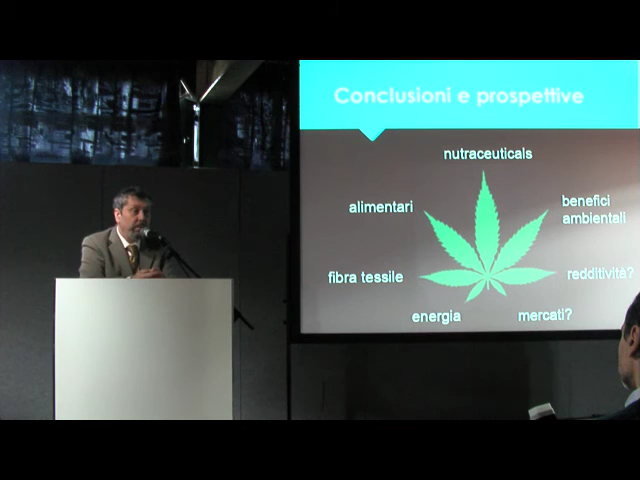 Conclusioni e prospettive
nutraceuticals
alimentari
benefici
ambientali
fibra tessile
redditività?
energia
mercati?